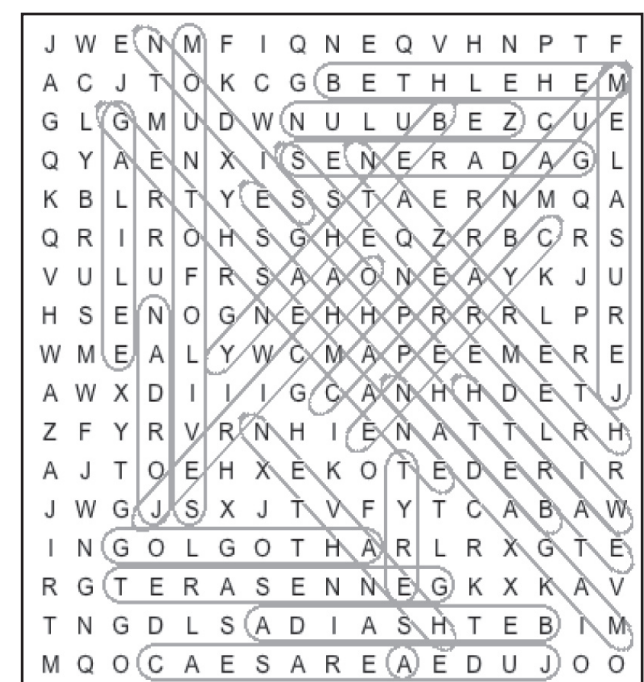 J W E N M F I Q N E Q V H N P T F
A C J T O K C G B E T H L E H E M
G L G M U D W N U L U B E Z C U E
Q Y A E N X I S E N E R A D A G L
K B L R T Y E S S T A E R N M Q A
Q R I R O H S G H E Q Z R B C R S
V U L U F R S A A O N E A Y K J U
H S E N O G N E H H P R R R L P R
W M E A L Y W C M A P E E M E R E
A W X D I I I G C A N H H D E T J
Z F Y R V R N H I E N A T T L R H
A J T O E H X E K O T E D E R I R
J W G J S X J T V F Y T C A B A W
I N G O L G O T H A R L R X G T E
R G T E R A S E N N E G K X K A V
T N G D L S A D I A S H T E B I M
M Q O C A E S A R E A E D U J O O